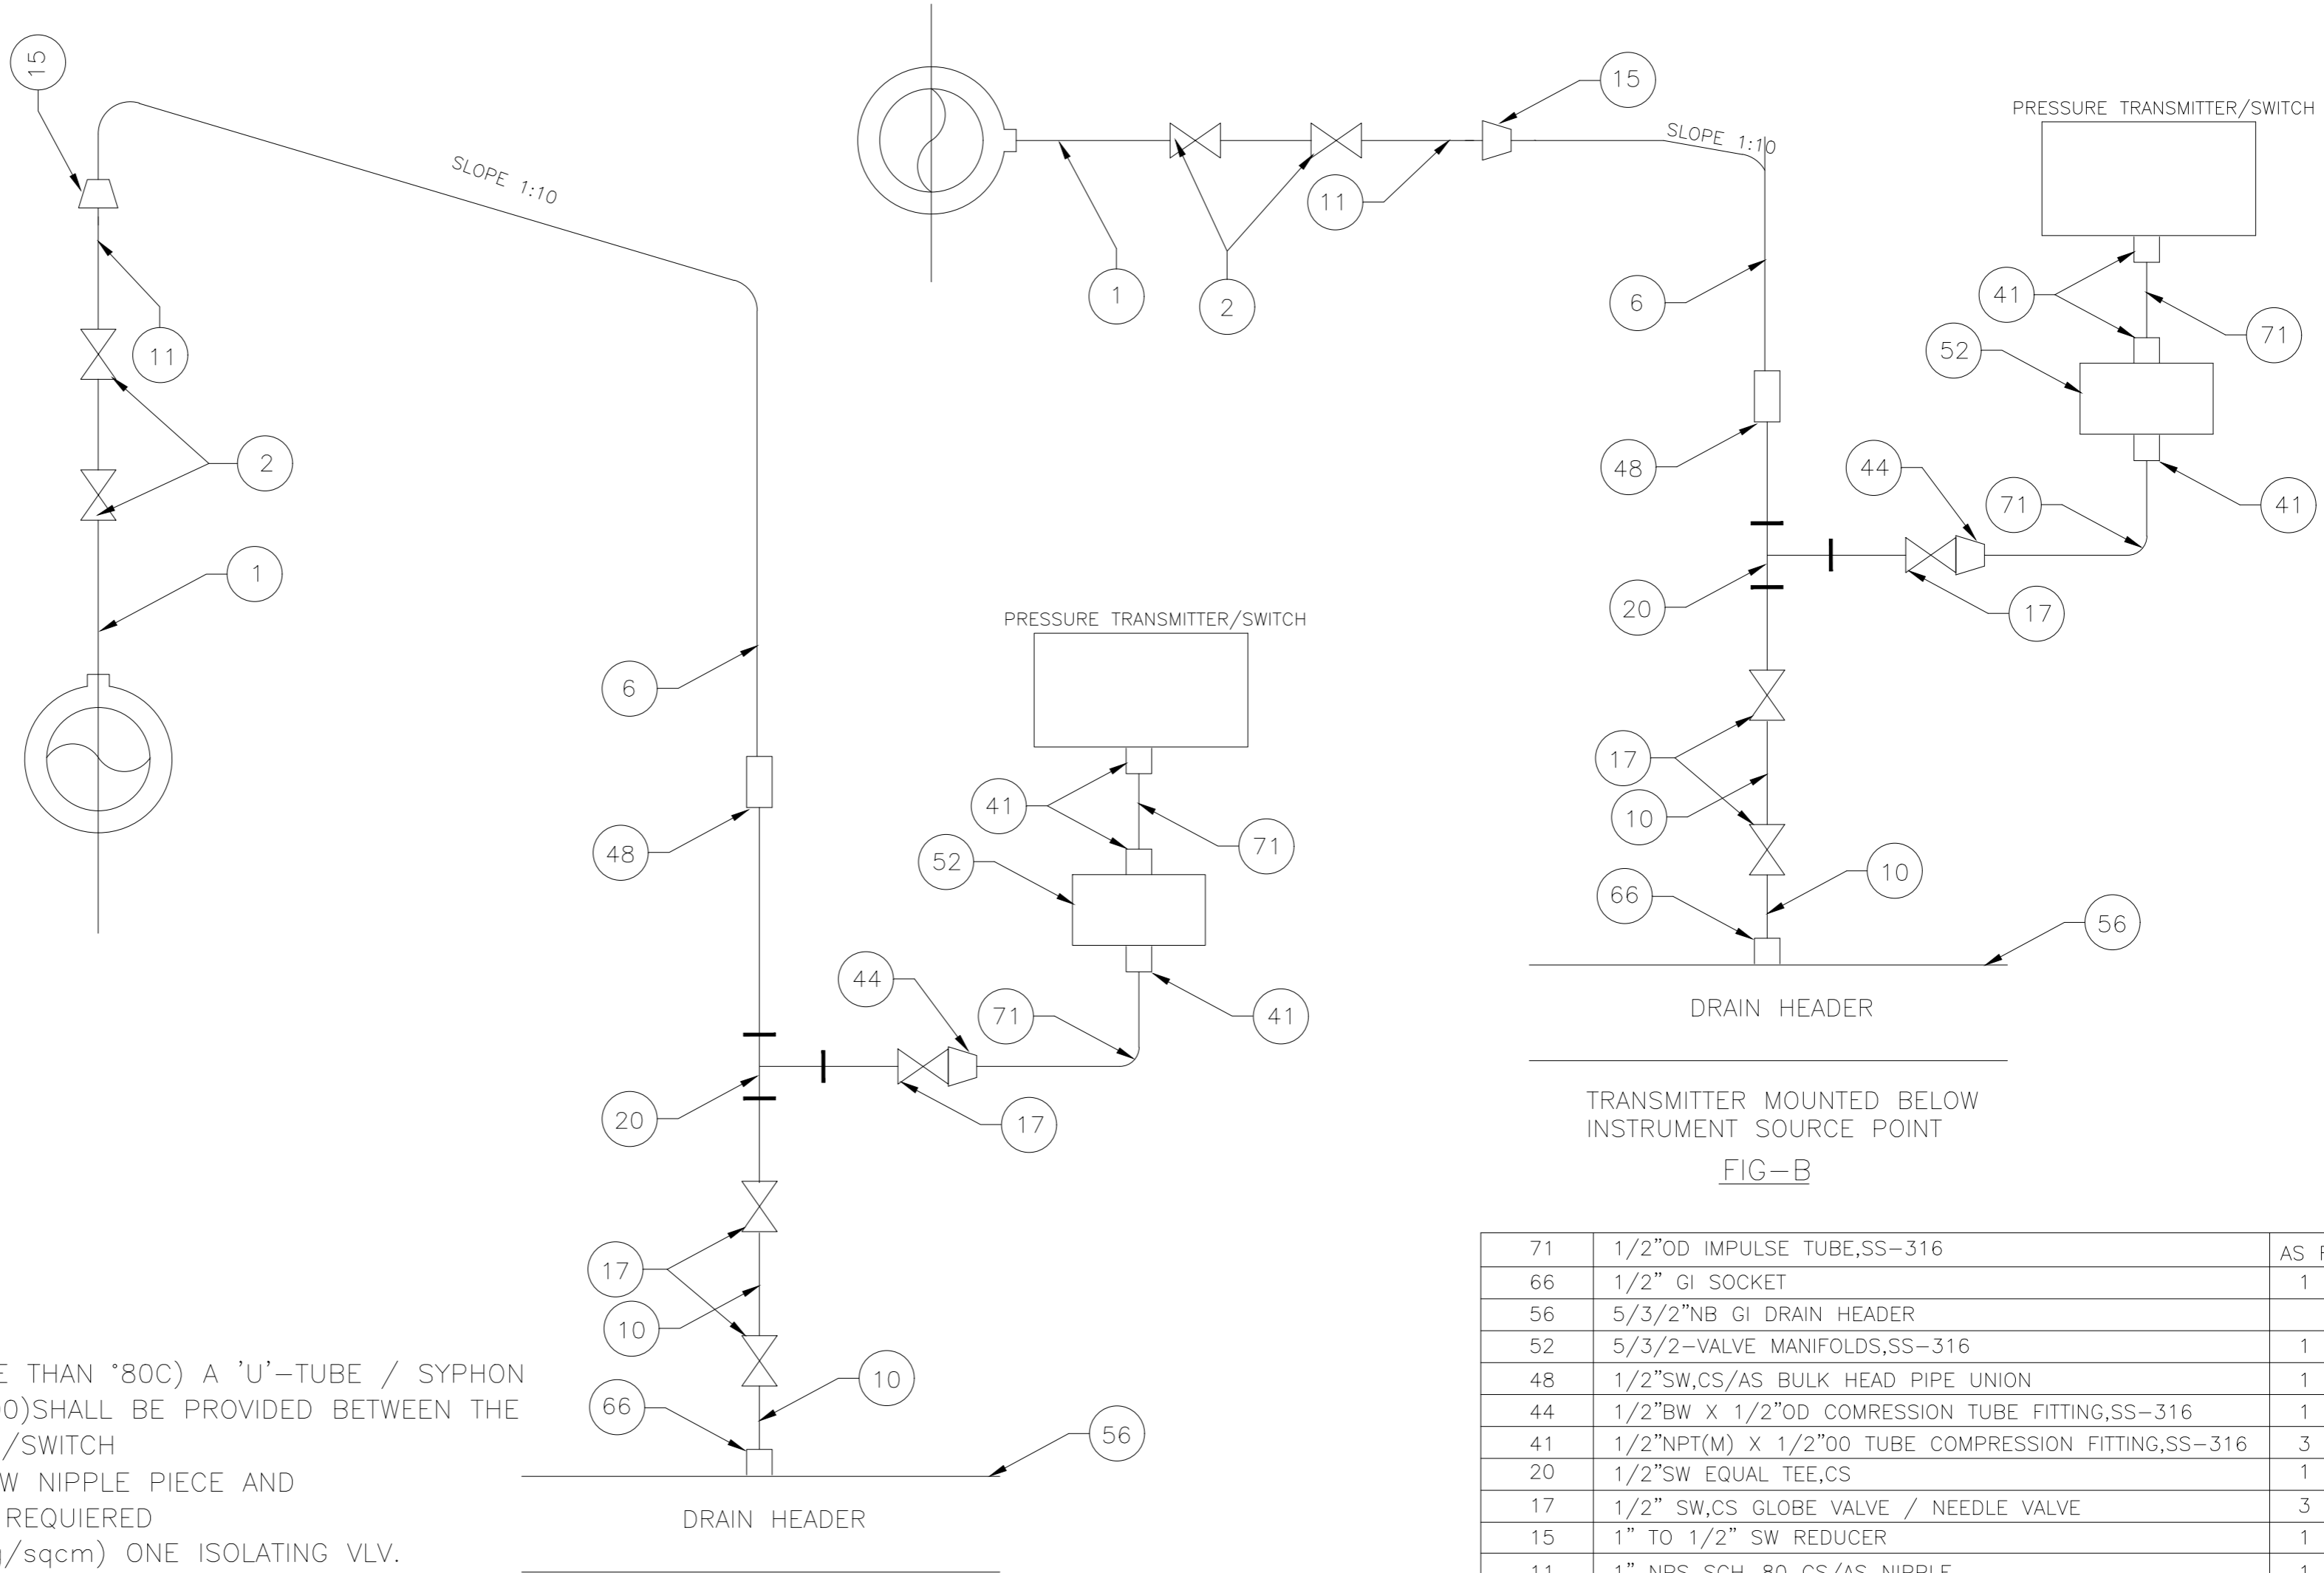 15
SLOPE 1:10
11
2
1
6
48
20
17
10
66
10
56
DRAIN HEADER
PRESSURE TRANSMITTER/SWITCH
41
71
52
44
71
41
17
15
SLOPE 1:10
11
1
2
6
48
20
17
10
66
10
56
DRAIN HEADER
PRESSURE TRANSMITTER/SWITCH
41
71
52
44
71
41
17
TRANSMITTER MOUNTED BELOW
INSTRUMENT SOURCE POINT
FIG-B
THAN °80C) A 'U'-TUBE / SYPHON
SHALL BE PROVIDED BETWEEN THE
/SWITCH
NIPPLE PIECE AND
REQUIERED
/sqcm) ONE ISOLATING VLV.
71 1/2"OD IMPULSE TUBE,SS-316 AS
66 1/2" GI SOCKET 1
56 5/3/2"NB GI DRAIN HEADER
52 5/3/2-VALVE MANIFOLDS,SS-316 1
48 1/2"SW,CS/AS BULK HEAD PIPE UNION 1
44 1/2"BW X 1/2"OD COMRESSION TUBE FITTING,SS-316 1
41 1/2"NPT(M) X 1/2"00 TUBE COMPRESSION FITTING,SS-316 3
20 1/2"SW EQUAL TEE,CS 1
17 1/2" SW,CS GLOBE VALVE / NEEDLE VALVE 3
15 1" TO 1/2" SW REDUCER 1
11 1" NPS SCH 80 CS/AS NIPPLE 1